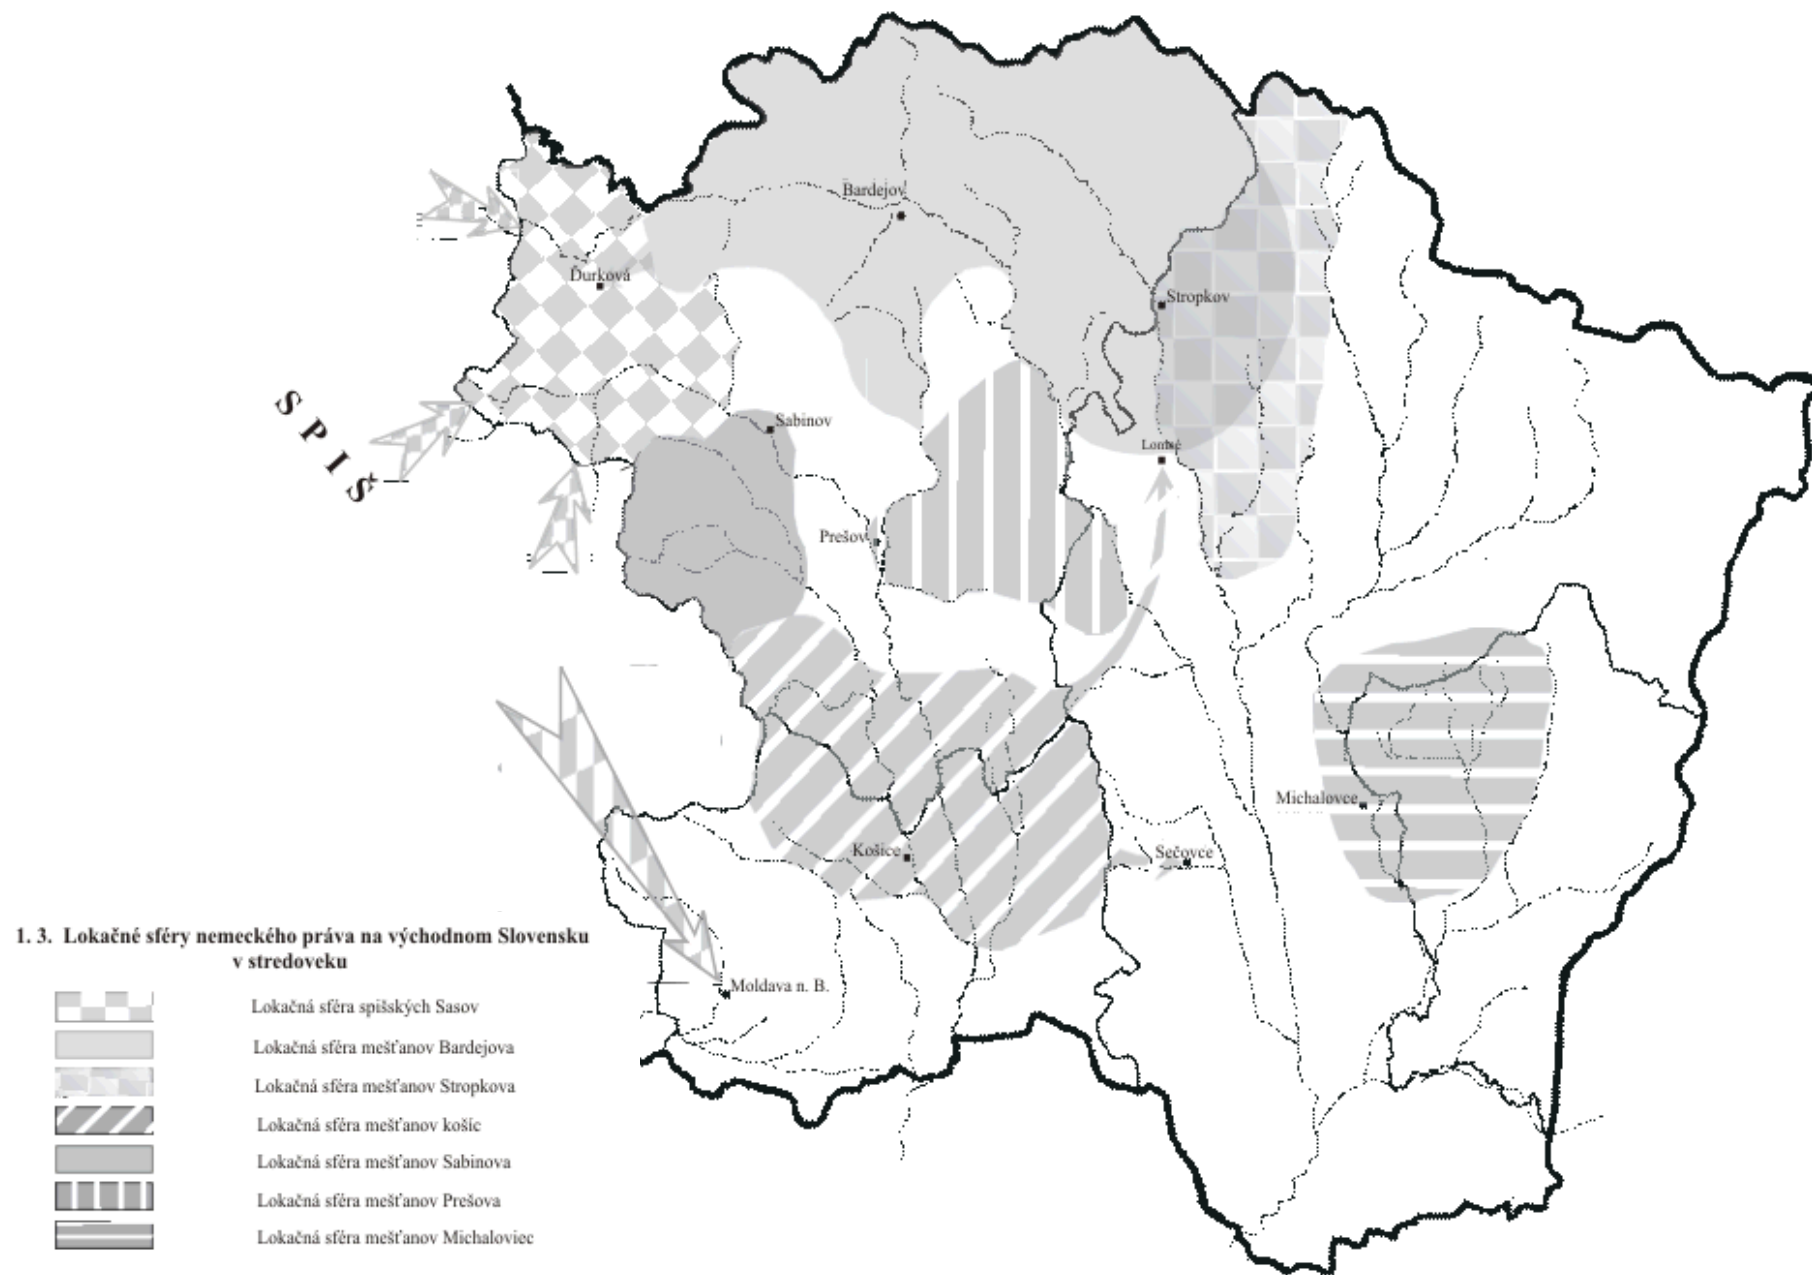 Bardejov
Ďurková
Stropkov
SPIŠ
Sabinov
Lomné
Prešov
Michalovce
Košice
Sečovce
1. 3. Lokačné sféry nemeckého práva na východnom Slovensku
v stredoveku
Moldava n. B.
Lokačná sféra spišských Sasov
Lokačná sféra mešťanov Bardejova
Lokačná sféra mešťanov Stropkova
Lokačná sféra mešťanov košíc
Lokačná sféra mešťanov Sabinova
Lokačná sféra mešťanov Prešova
Lokačná sféra mešťanov Michaloviec